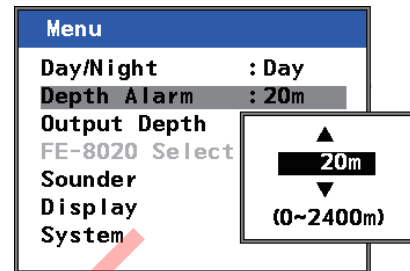 Menu
Day/Night : Day
Depth Alarm : 20m
Output Depth
FE-8020 Select
Sounder
Display
System
▲
20m
▼
(0~2400m)